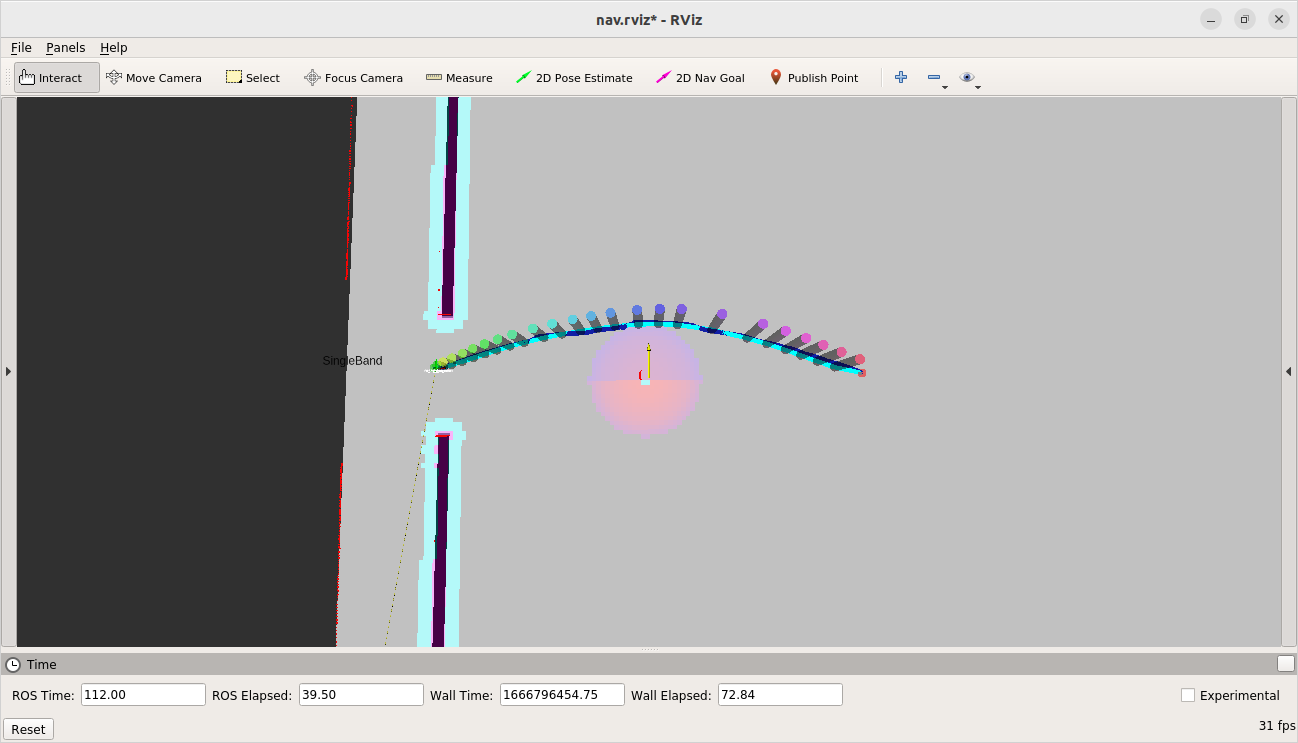 nav.rviz* - RViz
File Panels Help
Interact Move Camera Select Focus Camera Measure 2D Pose Estimate 2D Nav Goal Publish Point
SingleBand
Time
ROS Time: 112.00 ROS Elapsed: 39.50 Wall Time: 1666796454.75 Wall Elapsed: 72.84 Experimental
Reset 31 fps